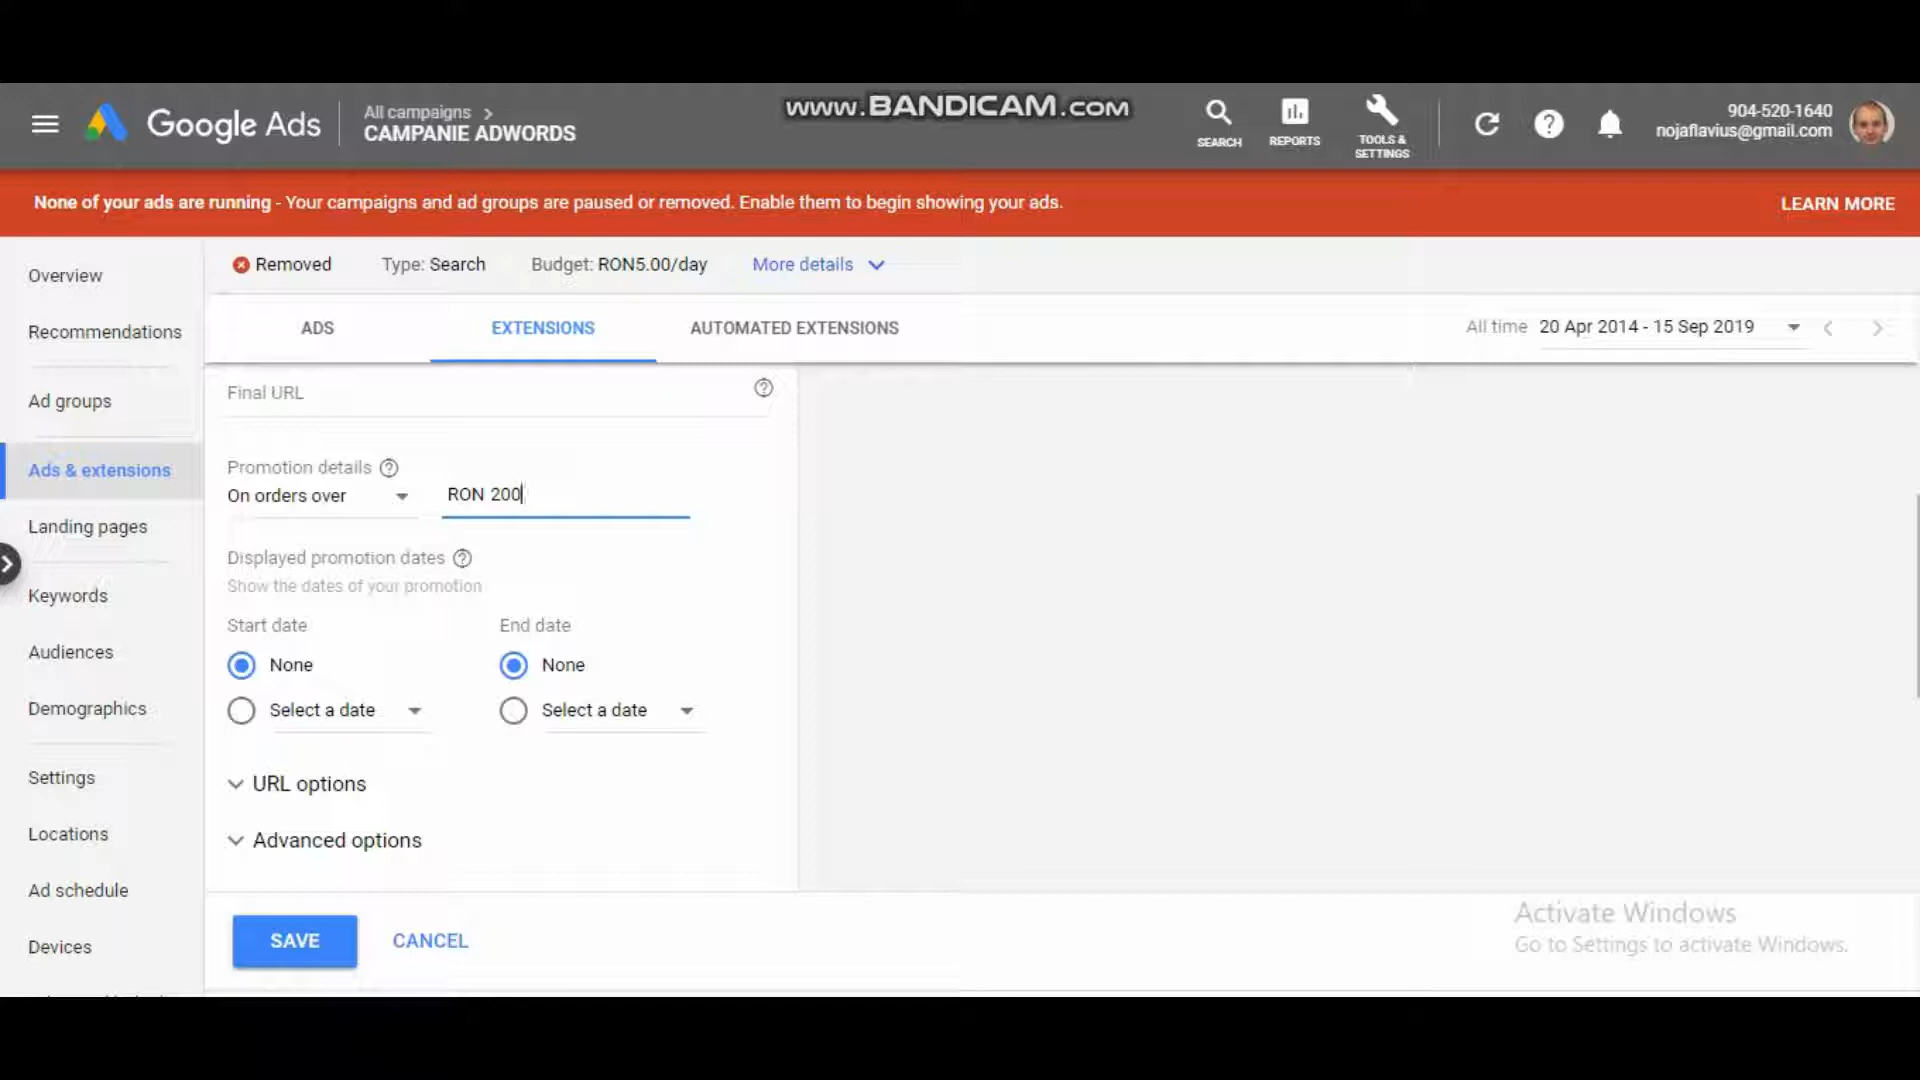 www.BANDICAM.com
Google Ads
All campaigns
CAMPANIE ADWORDS
SEARCH
REPORTS
TOOLS &
SETTINGS
904-520-1640
nojaflavius@gmail.com
None of your ads are running - Your campaigns and ad groups are paused or removed. Enable them to begin showing your ads.
LEARN MORE
Overview
Recommendations
Ad groups
Ads & extensions
Landing pages
Keywords
Audiences
Demographics
Settings
Locations
Ad schedule
Devices
Removed
Type: Search
Budget: RON5.00/day
More details
ADS
EXTENSIONS
AUTOMATED EXTENSIONS
All time 20 Apr 2014 - 15 Sep 2019
Final URL
Promotion details
On orders over
RON 200
Displayed promotion dates
Show the dates of your promotion
Start date
End date
None
None
Select a date
Select a date
URL options
Advanced options
SAVE
CANCEL
Activate Windows
Go to Settings to activate Windows.